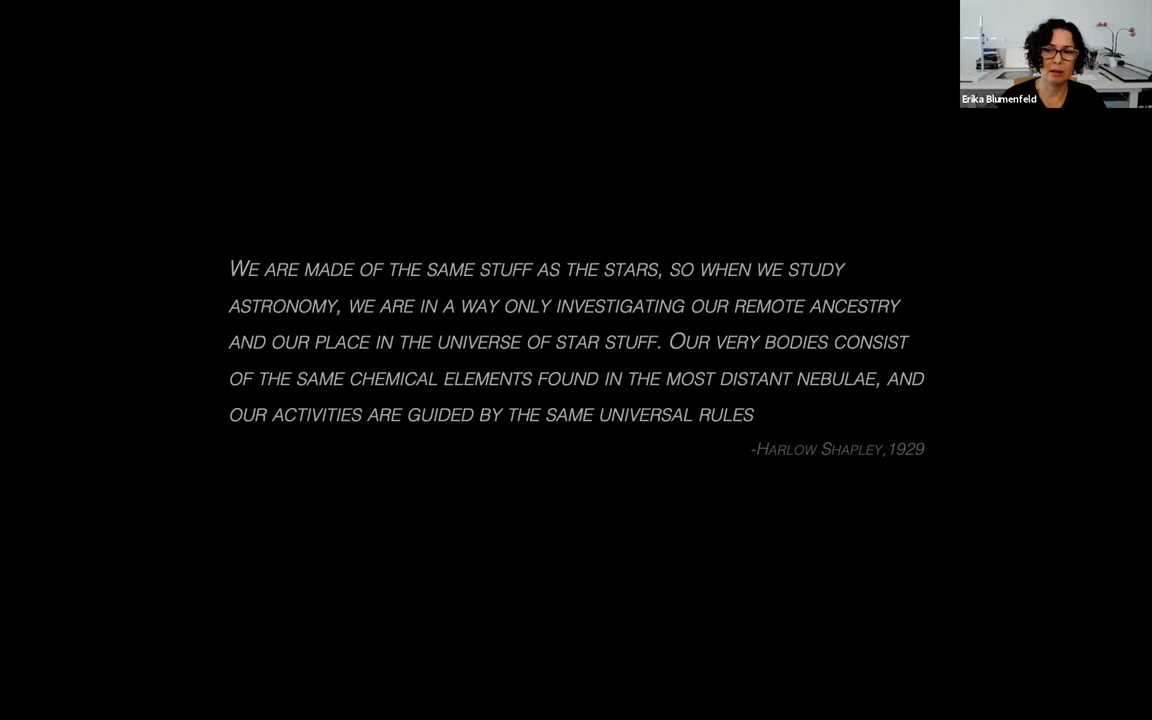 Erika Blumenfeld
WE ARE MADE OF THE SAME STUFF AS THE STARS, SO WHEN WE STUDY
ASTRONOMY, WE ARE IN A WAY ONLY INVESTIGATING OUR REMOTE ANCESTRY
AND OUR PLACE IN THE UNIVERSE OF STAR STUFF. OUR VERY BODIES CONSIST
OF THE SAME CHEMICAL ELEMENTS FOUND IN THE MOST DISTANT NEBULAE, AND
OUR ACTIVITIES ARE GUIDED BY THE SAME UNIVERSAL RULES
-HARLOW SHAPLEY,1929